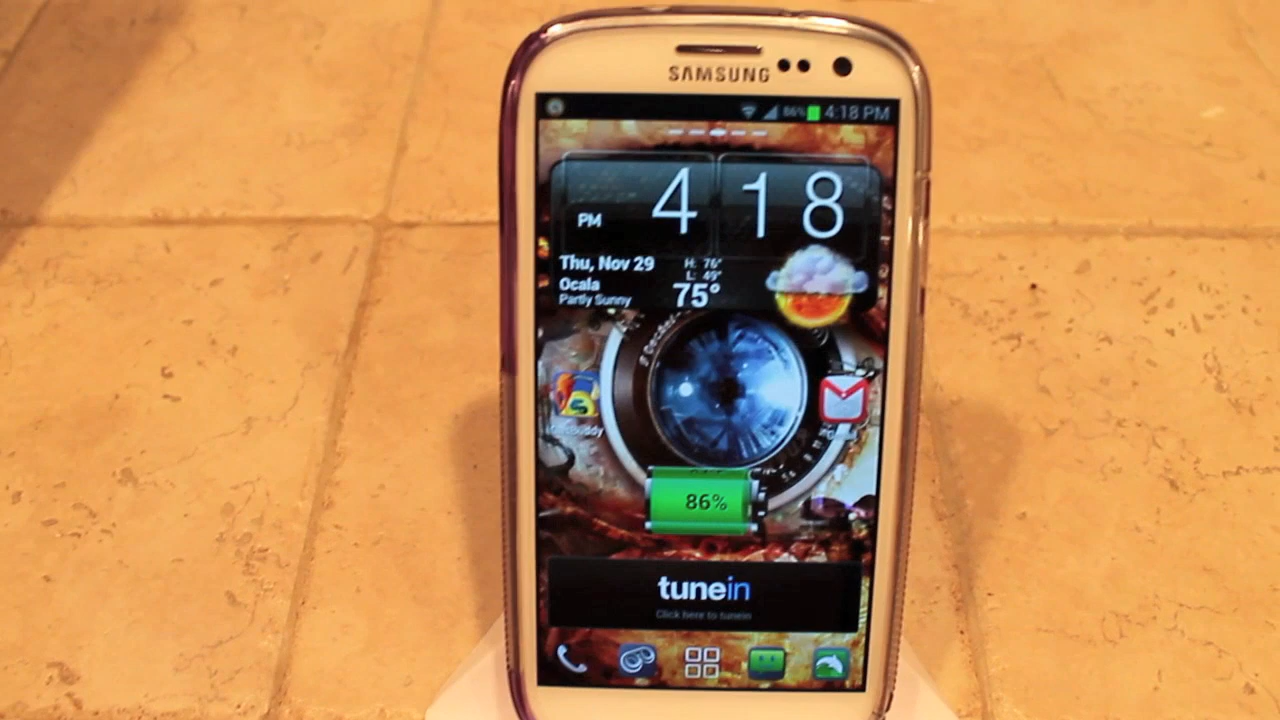 SAMSUNG
86% 4:18 PM
PM 4 18
Thu, Nov 29 H: 76°
L: 49°
Ocala 75°
Partly Sunny
86%
tunein
Click here to tunein